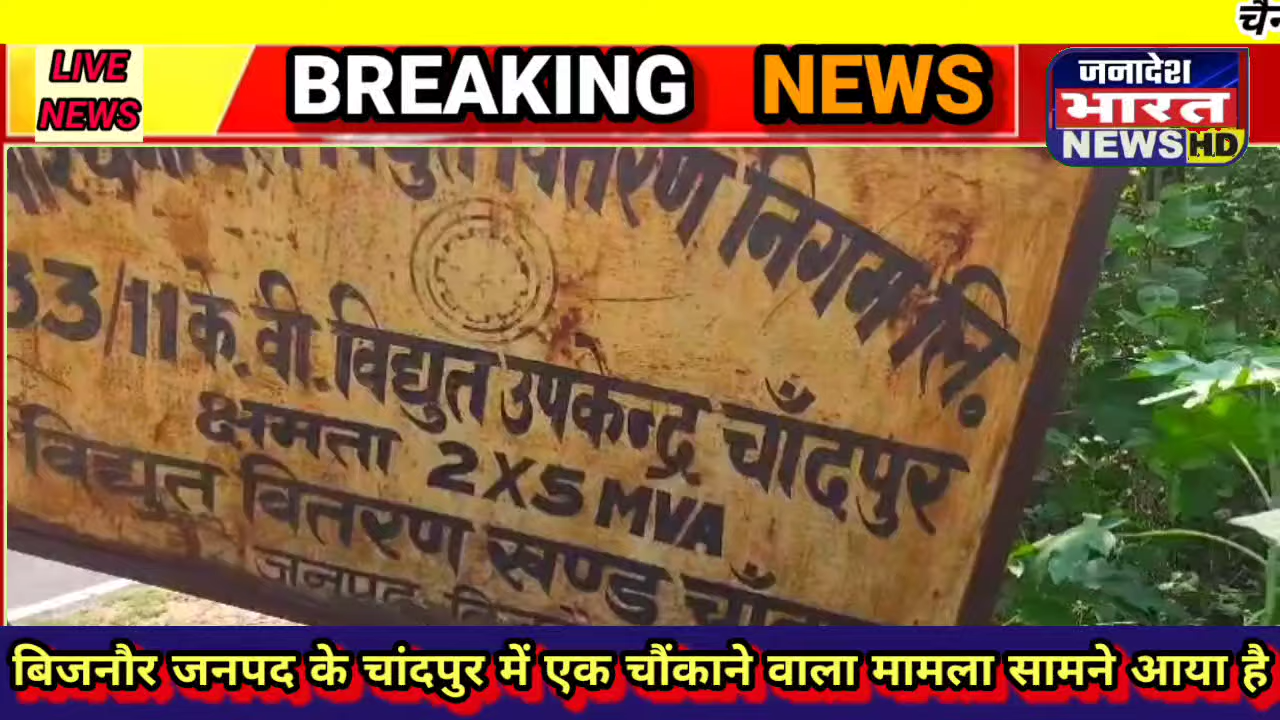 LIVE
NEWS
BREAKING NEWS
जनादेश
भारत
NEWS HD
वितरण निगम लि.
33/11 क.वी. विद्युत उपकेन्द्र चाँदपुर
क्षमता 2X5 MVA
विद्युत वितरण खण्ड
जनपद
बिजनौर जनपद के चांदपुर में एक चौंकाने वाला मामला सामने आया है